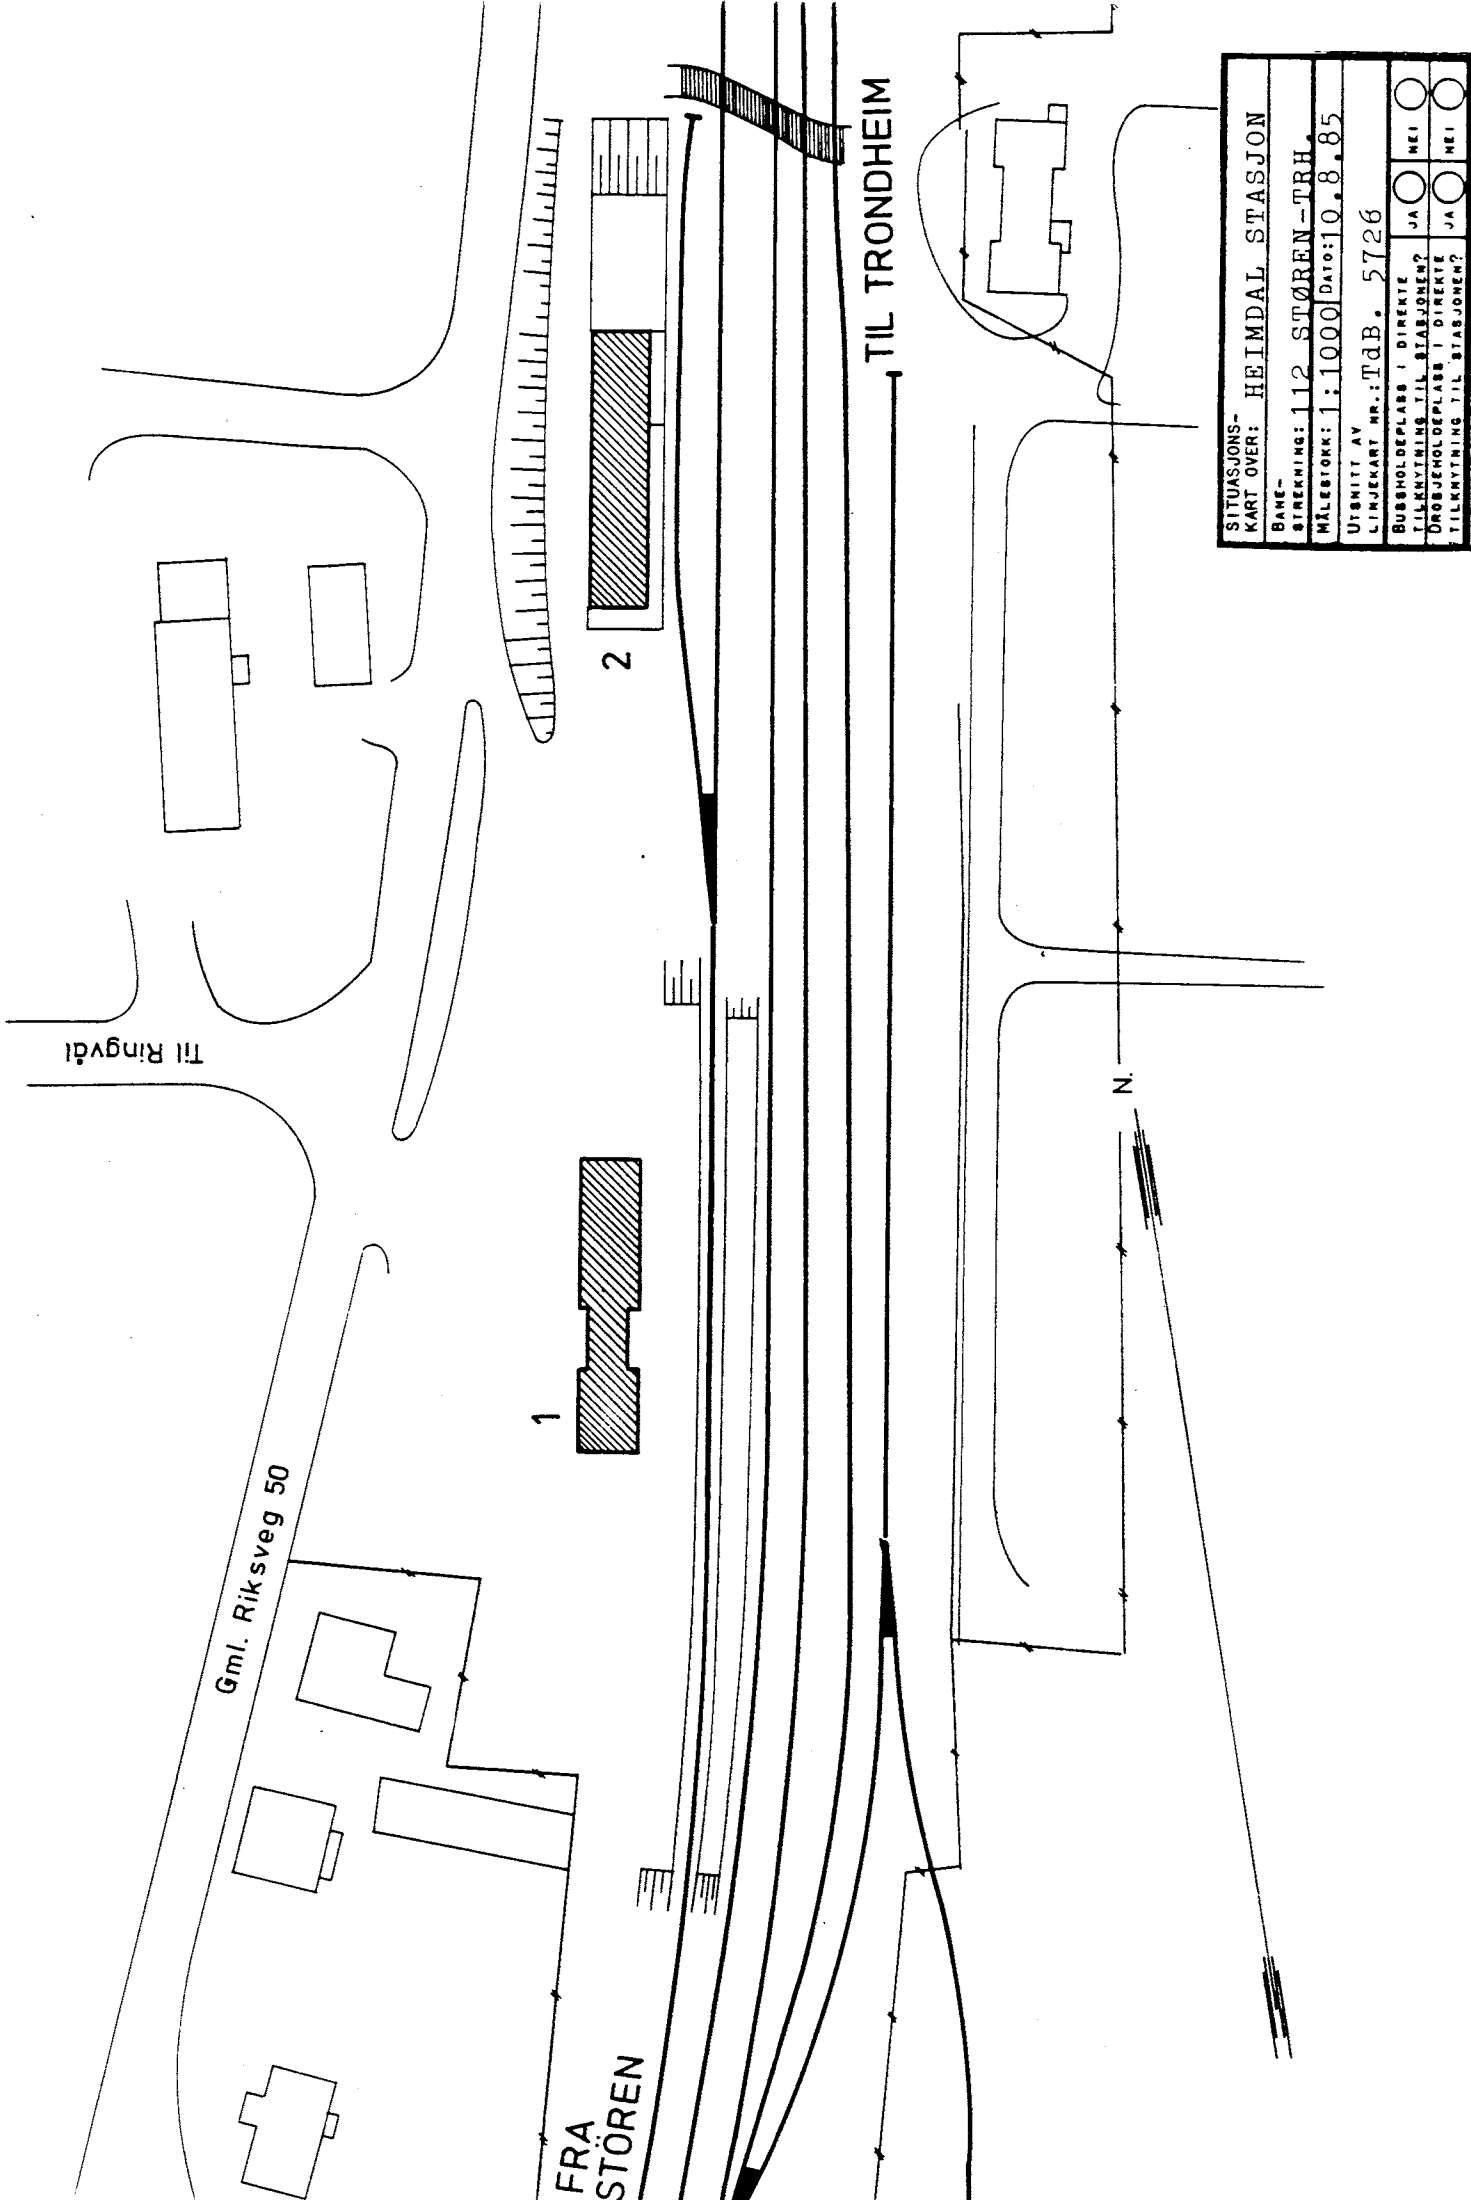 Til Ringvål
Gml. Riksveg 50
1
2
FRA
STÖREN
TIL TRONDHEIM
N.
SITUASJONS-
KART OVER: HEIMDAL STASJON
BANE-
STREKNING: 112 STØREN-TRH.
MÅLESTOKK: 1:1000 DATO: 10.8.85
UTSNITT AV
LINJEKART NR.: TdB. 5726
BUSSHOLDEPLASS I DIREKTE
TILKNYTNING TIL STASJONEN? JA NEI
DROSJEHOLDEPLASS I DIREKTE
TILKNYTNING TIL STASJONEN? JA NEI